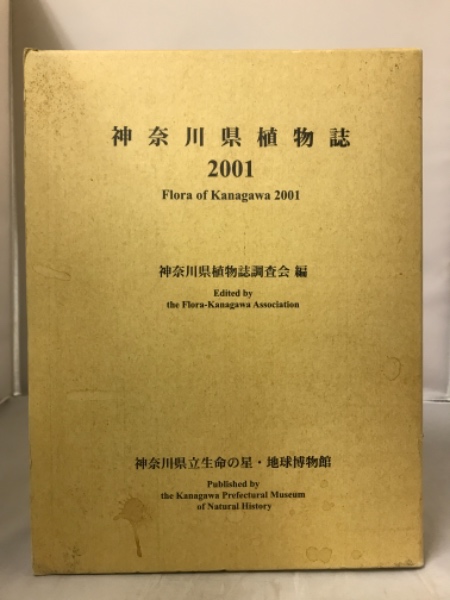 神奈川県植物誌
2001
Flora of Kanagawa 2001
神奈川県植物誌調査会 編
Edited by
the Flora-Kanagawa Association
神奈川県立生命の星・地球博物館
Published by
the Kanagawa Prefectural Museum
of Natural History